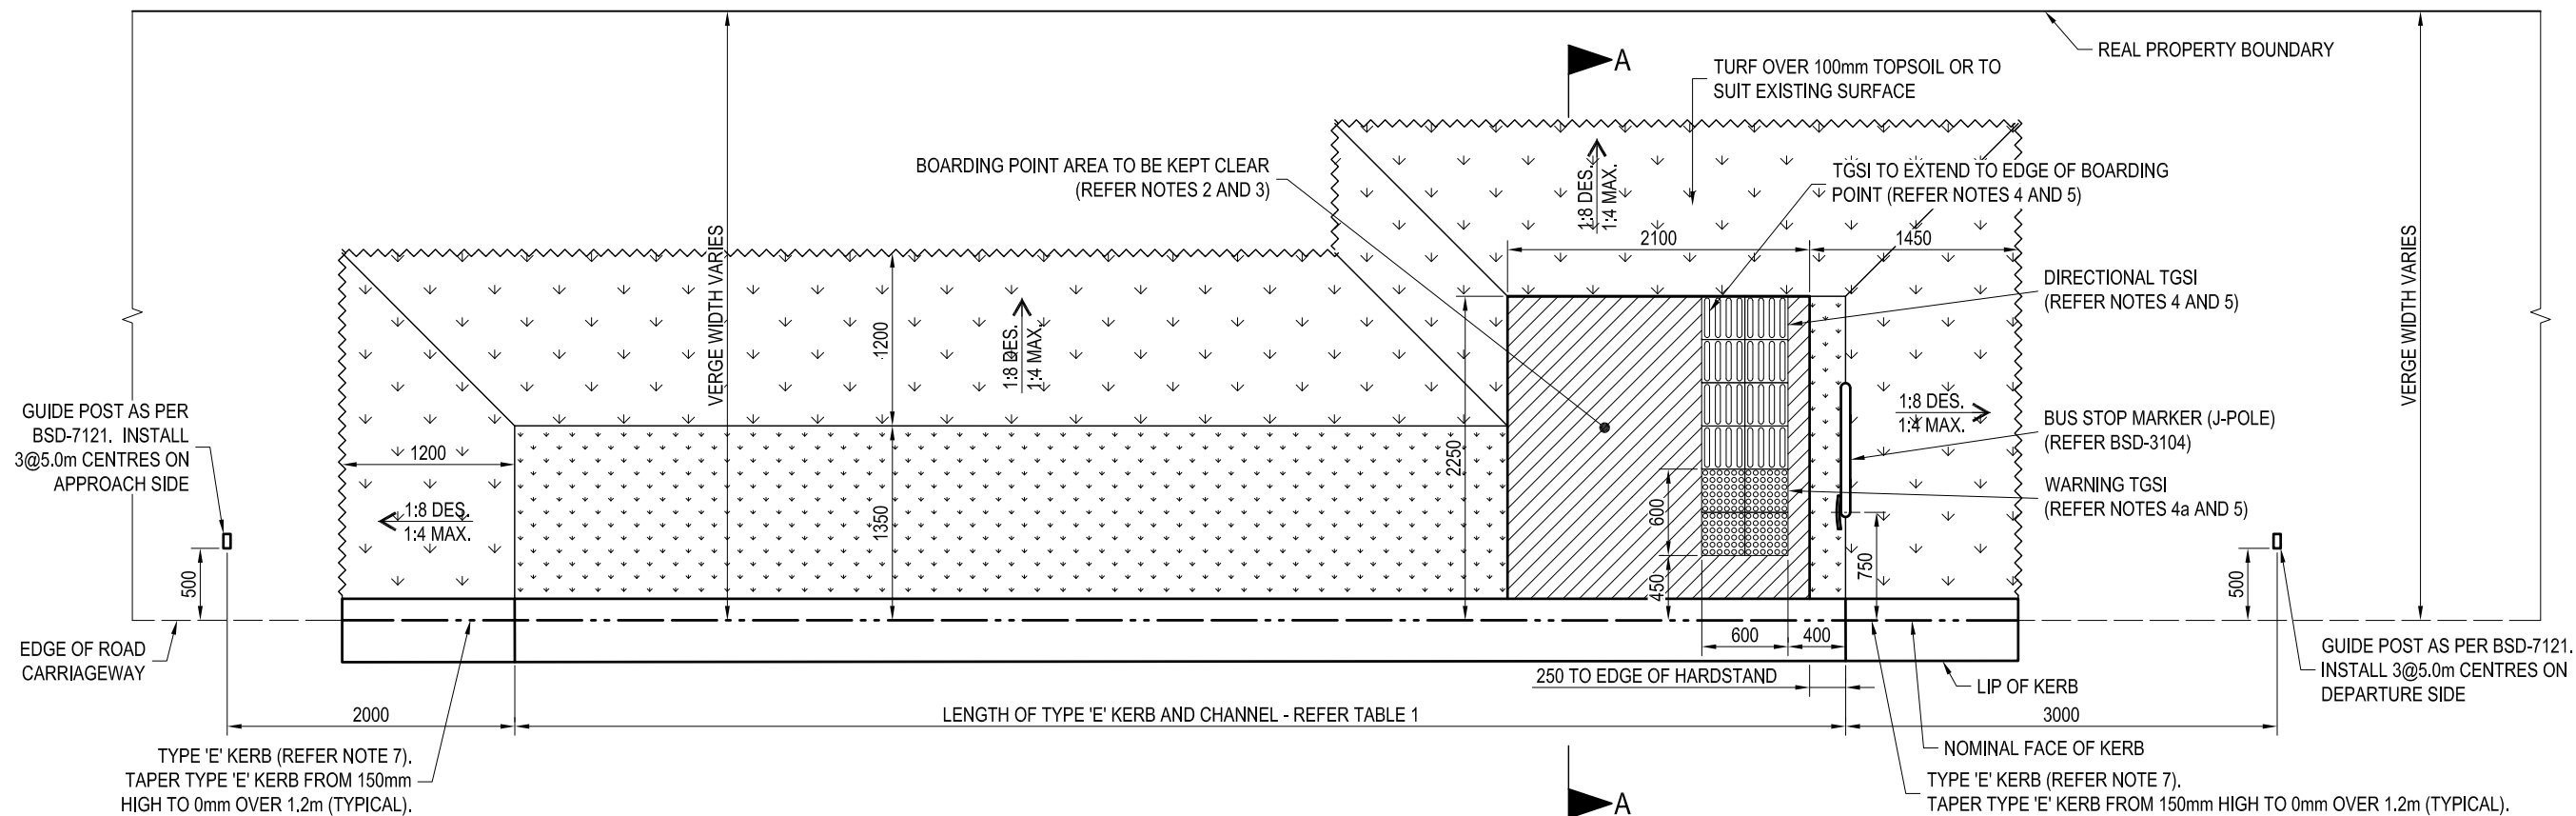 REAL PROPERTY BOUNDARY
A
TURF OVER 100mm TOPSOIL OR TO
SUIT EXISTING SURFACE
BOARDING POINT AREA TO BE KEPT CLEAR
(REFER NOTES 2 AND 3)
1:8 DES.
1:4 MAX.
TGSI TO EXTEND TO EDGE OF BOARDING
POINT (REFER NOTES 4 AND 5)
VERGE WIDTH VARIES
VERGE WIDTH VARIES
2100
1450
DIRECTIONAL TGSI
(REFER NOTES 4 AND 5)
1200
1:8 DES.
1:4 MAX.
GUIDE POST AS PER
BSD-7121. INSTALL
3@5.0m CENTRES ON
APPROACH SIDE
1200
2250
1:8 DES.
1:4 MAX.
BUS STOP MARKER (J-POLE)
(REFER BSD-3104)
1:8 DES.
1:4 MAX.
1350
600
WARNING TGSI
(REFER NOTES 4a AND 5)
500
450
750
500
EDGE OF ROAD
CARRIAGEWAY
600
400
250 TO EDGE OF HARDSTAND
LIP OF KERB
GUIDE POST AS PER BSD-7121.
INSTALL 3@5.0m CENTRES ON
DEPARTURE SIDE
2000
LENGTH OF TYPE 'E' KERB AND CHANNEL - REFER TABLE 1
3000
TYPE 'E' KERB (REFER NOTE 7).
TAPER TYPE 'E' KERB FROM 150mm
HIGH TO 0mm OVER 1.2m (TYPICAL).
NOMINAL FACE OF KERB
TYPE 'E' KERB (REFER NOTE 7).
TAPER TYPE 'E' KERB FROM 150mm HIGH TO 0mm OVER 1.2m (TYPICAL).
A